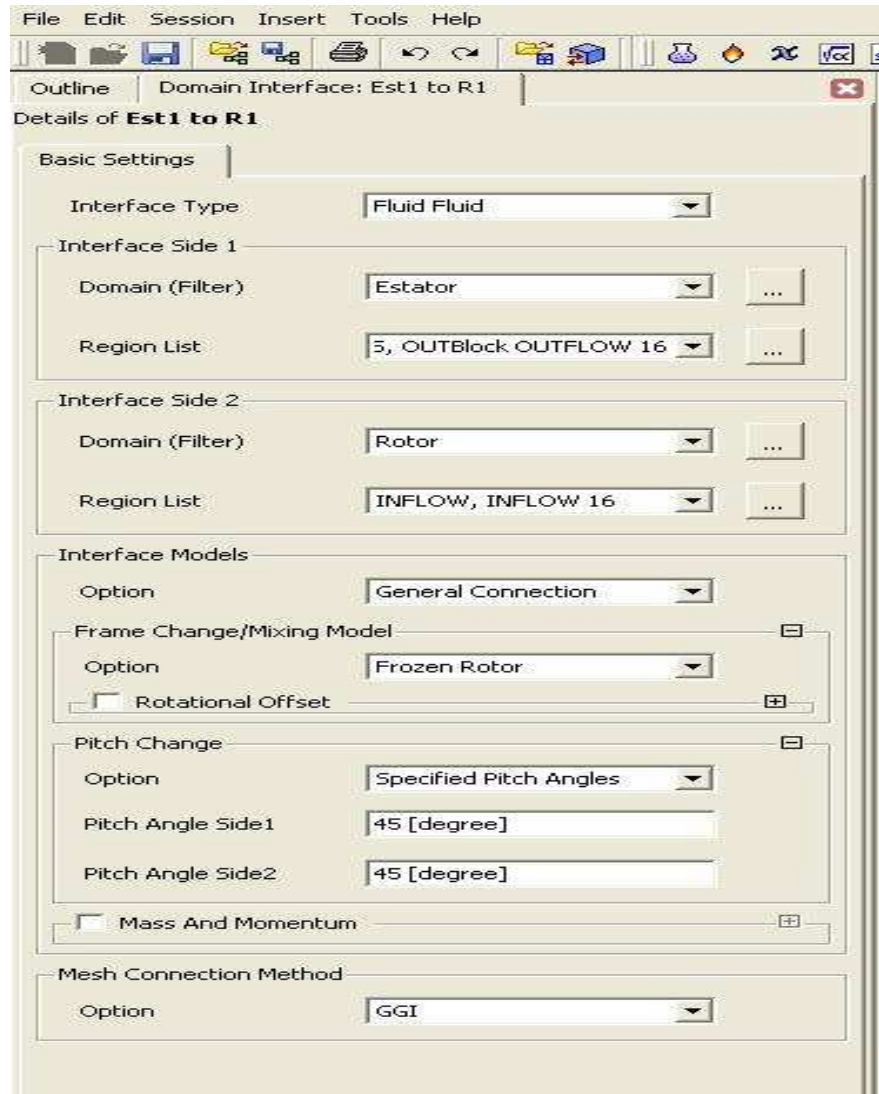 File Edit Session Insert Tools Help
Outline Domain Interface: Est1 to R1
Details of Est1 to R1
Basic Settings
Interface Type Fluid Fluid
Interface Side 1
Domain (Filter) Estator ...
Region List 5, OUTBlock OUTFLOW 16 ...
Interface Side 2
Domain (Filter) Rotor ...
Region List INFLOW, INFLOW 16 ...
Interface Models
Option General Connection
Frame Change/Mixing Model
Option Frozen Rotor
Rotational Offset
Pitch Change
Option Specified Pitch Angles
Pitch Angle Side1 45 [degree]
Pitch Angle Side2 45 [degree]
Mass And Momentum
Mesh Connection Method
Option GGI